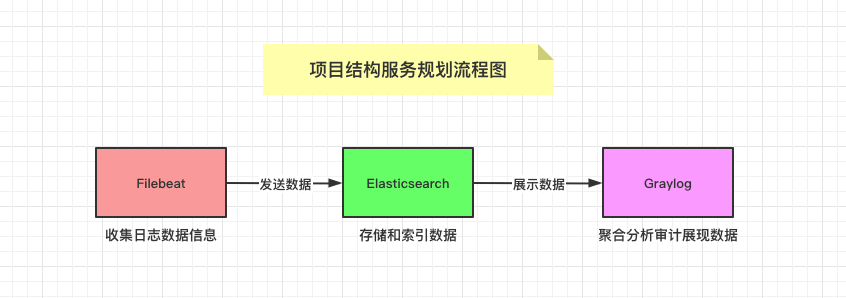 项目结构服务规划流程图
Filebeat
发送数据
Elasticsearch
展示数据
Graylog
收集日志数据信息
存储和索引数据
聚合分析审计展现数据